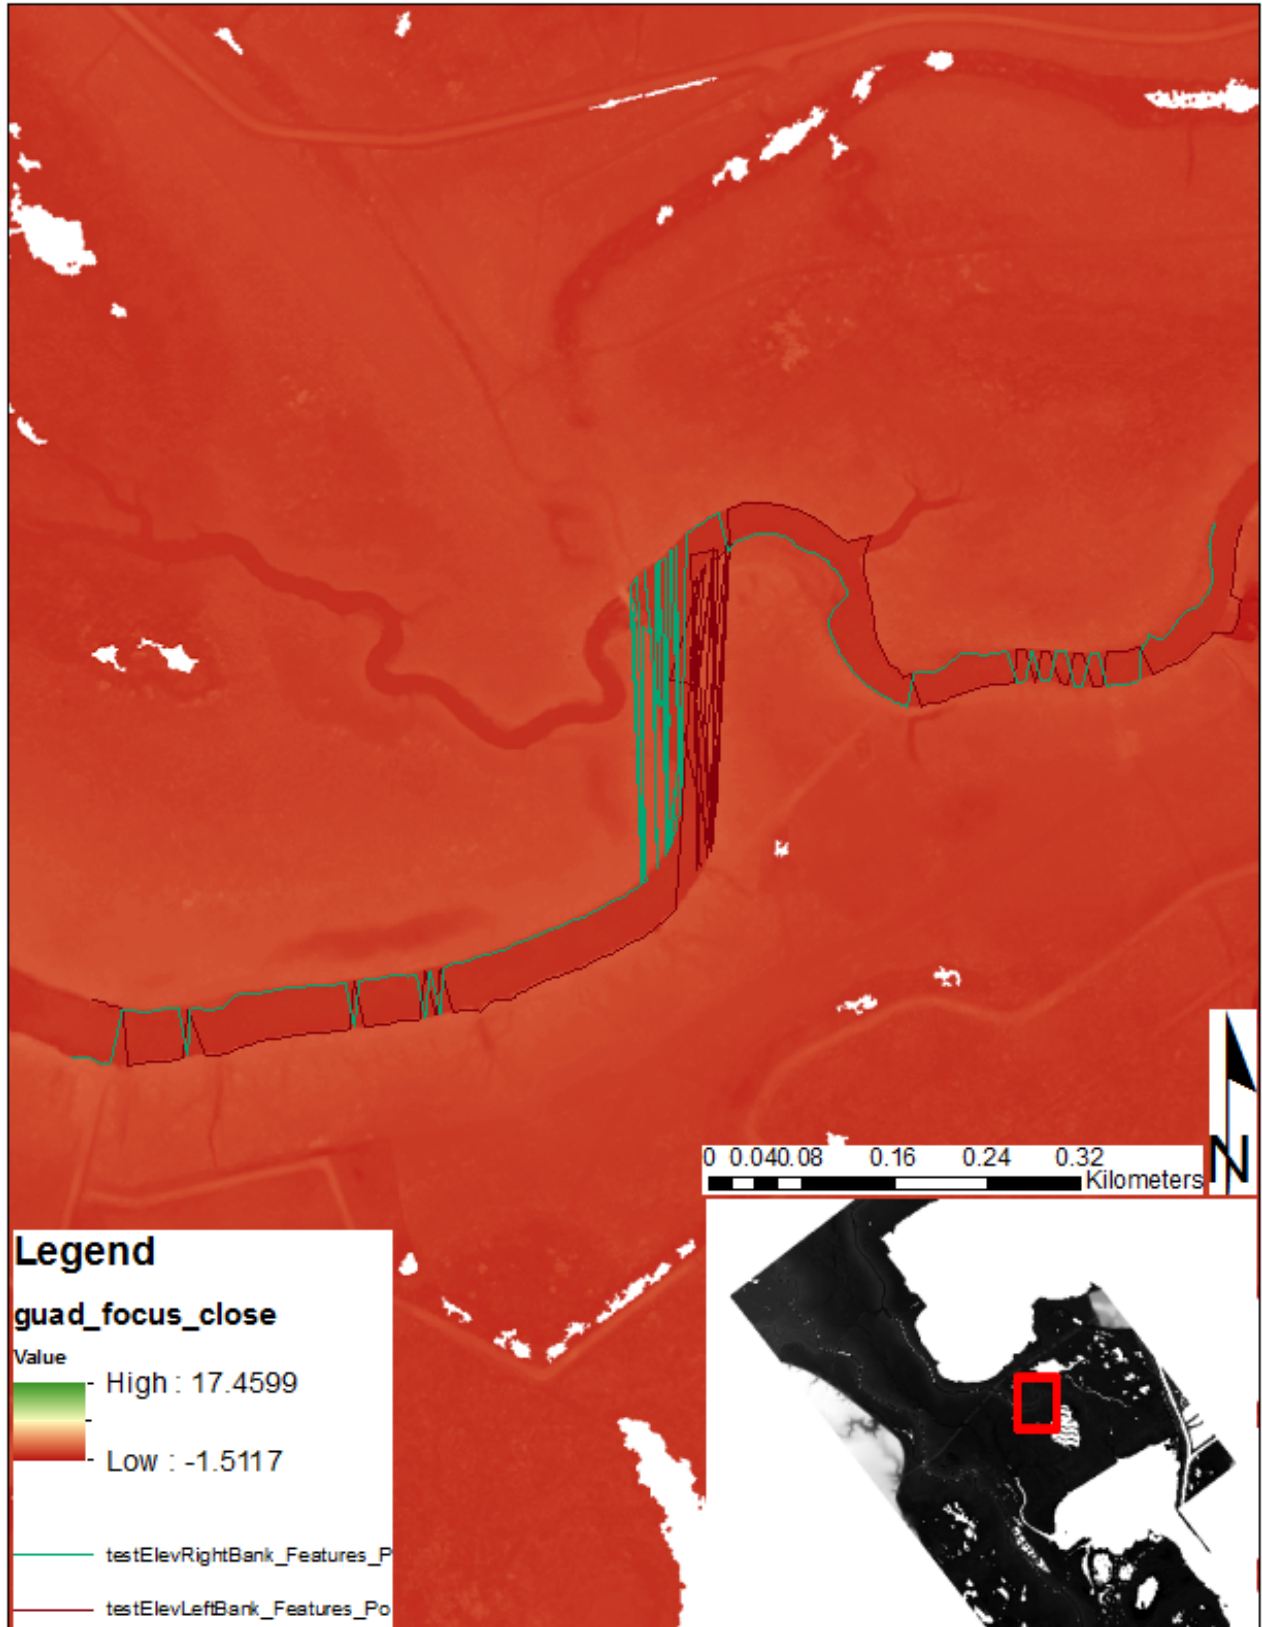 0 0.040.08 0.16 0.24 0.32
Kilometers
N
Legend
guad_focus_close
Value
High : 17.4599
Low : -1.5117
testElevRightBank_Features_P
testElevLeftBank_Features_Po